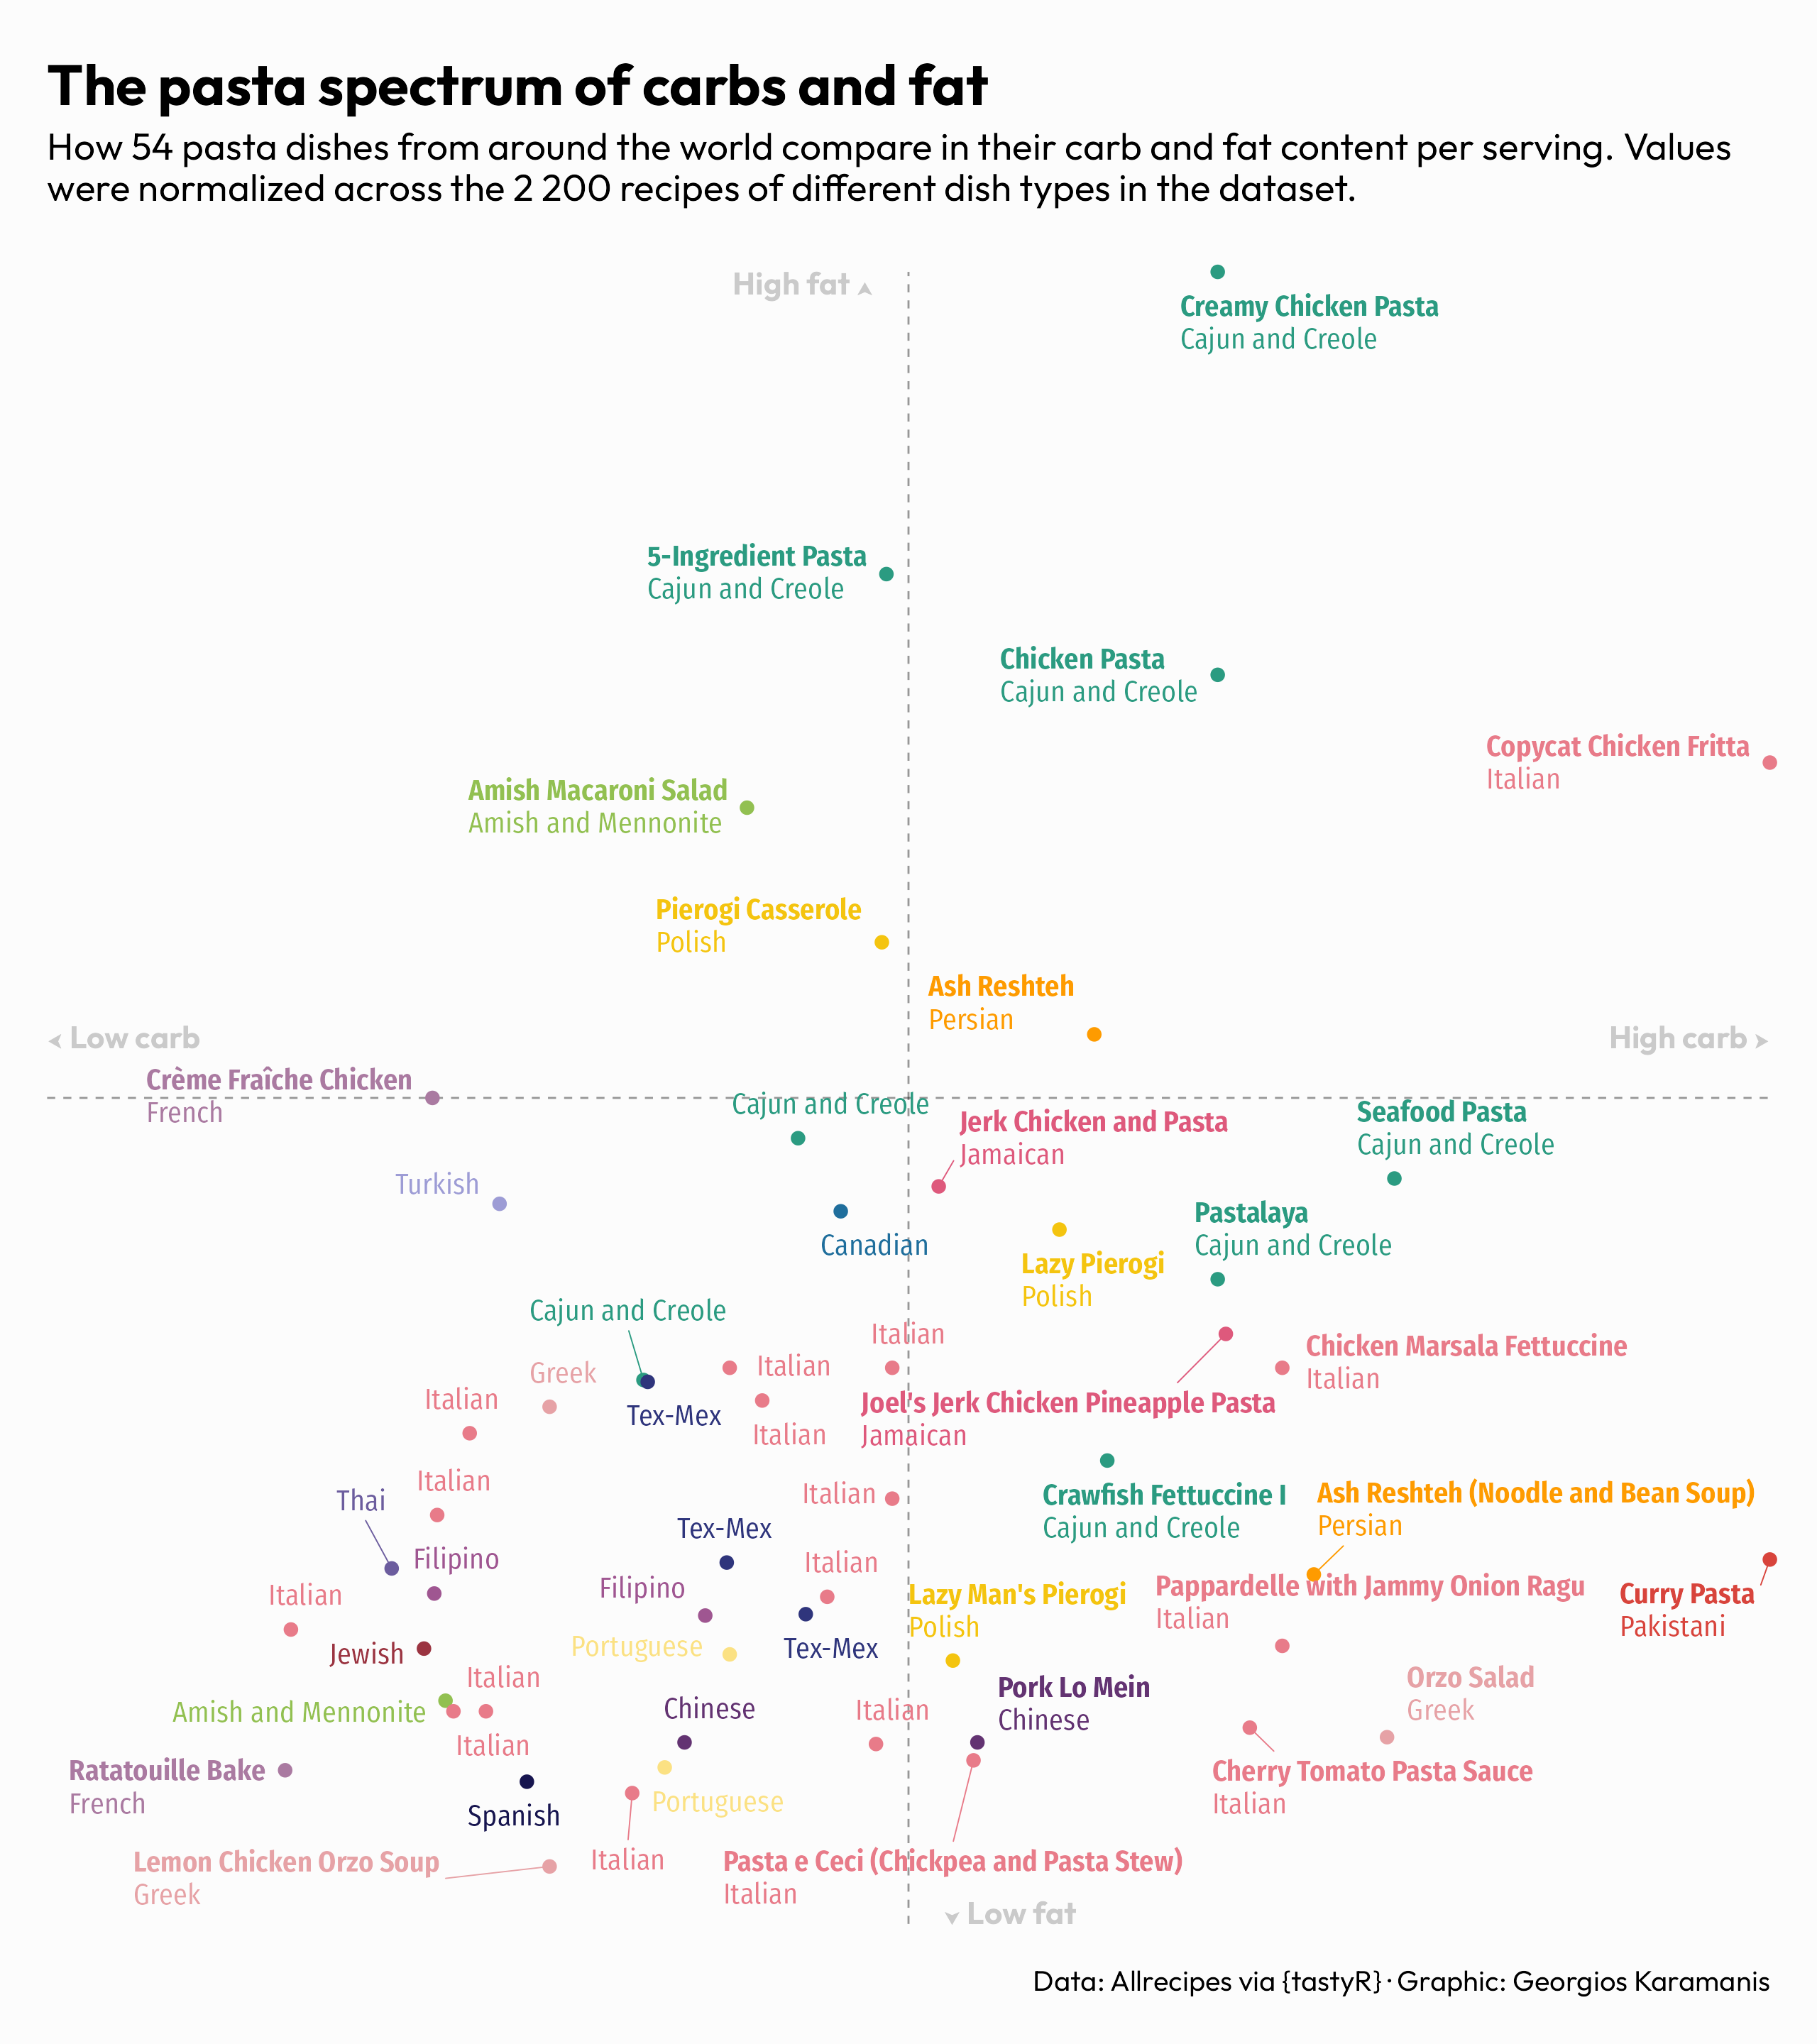 The pasta spectrum of carbs and fat
How 54 pasta dishes from around the world compare in their carb and fat content per serving. Values
were normalized across the 2 200 recipes of different dish types in the dataset.
High fat
Creamy Chicken Pasta
Cajun and Creole
5-Ingredient Pasta
Cajun and Creole
Chicken Pasta
Cajun and Creole
Copycat Chicken Fritta
Italian
Amish Macaroni Salad
Amish and Mennonite
Pierogi Casserole
Polish
Ash Reshteh
Persian
Low carb
High carb
Crème Fraîche Chicken
French
Cajun and Creole
Jerk Chicken and Pasta
Jamaican
Seafood Pasta
Cajun and Creole
Turkish
Canadian
Pastalaya
Cajun and Creole
Lazy Pierogi
Polish
Cajun and Creole
Italian
Chicken Marsala Fettuccine
Italian
Greek
Italian
Italian
Tex-Mex
Italian
Joel's Jerk Chicken Pineapple Pasta
Jamaican
Italian
Thai
Italian
Crawfish Fettuccine I
Cajun and Creole
Ash Reshteh (Noodle and Bean Soup)
Persian
Tex-Mex
Filipino
Italian
Italian
Filipino
Lazy Man's Pierogi
Polish
Pappardelle with Jammy Onion Ragu
Italian
Curry Pasta
Pakistani
Jewish
Portuguese
Tex-Mex
Italian
Amish and Mennonite
Italian
Chinese
Italian
Pork Lo Mein
Chinese
Orzo Salad
Greek
Ratatouille Bake
French
Spanish
Portuguese
Cherry Tomato Pasta Sauce
Italian
Lemon Chicken Orzo Soup
Greek
Italian
Pasta e Ceci (Chickpea and Pasta Stew)
Italian
Low fat
Data: Allrecipes via {tastyR} · Graphic: Georgios Karamanis